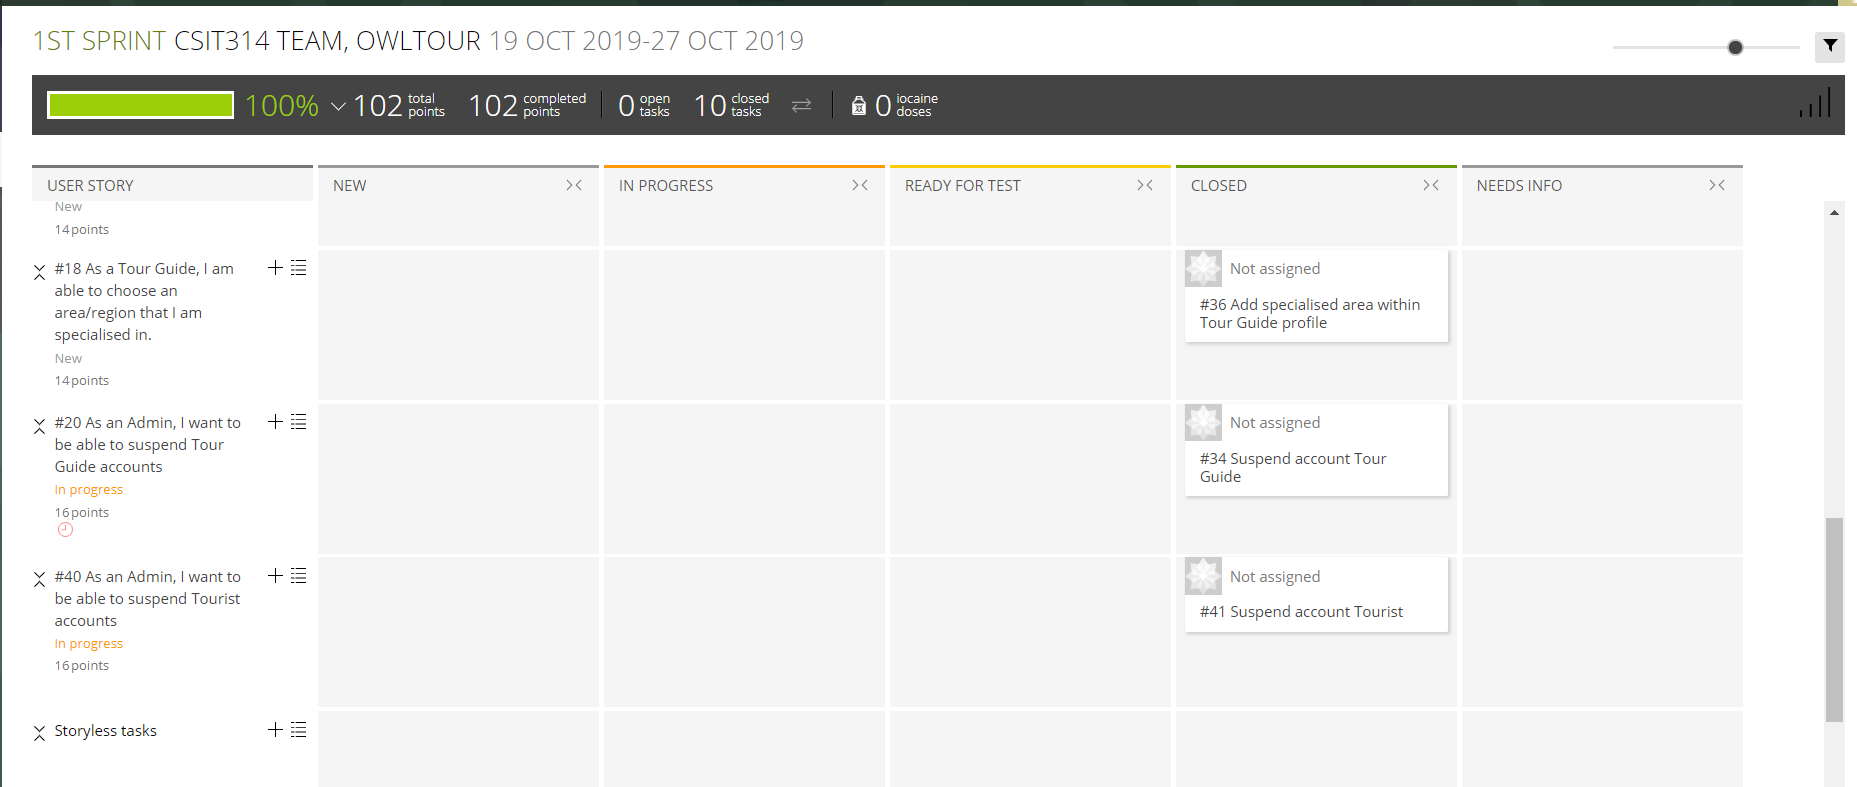 1ST SPRINT CSIT314 TEAM, OWLTOUR 19 OCT 2019-27 OCT 2019
100% 102 total points 102 completed points 0 open tasks 10 closed tasks 0 iocaine doses
USER STORY NEW IN PROGRESS READY FOR TEST CLOSED NEEDS INFO
New
14 points
#18 As a Tour Guide, I am
able to choose an
area/region that I am
specialised in.
New
14 points
Not assigned
#36 Add specialised area within
Tour Guide profile
#20 As an Admin, I want to
be able to suspend Tour
Guide accounts
In progress
16 points
Not assigned
#34 Suspend account Tour
Guide
#40 As an Admin, I want to
be able to suspend Tourist
accounts
In progress
16 points
Not assigned
#41 Suspend account Tourist
Storyless tasks